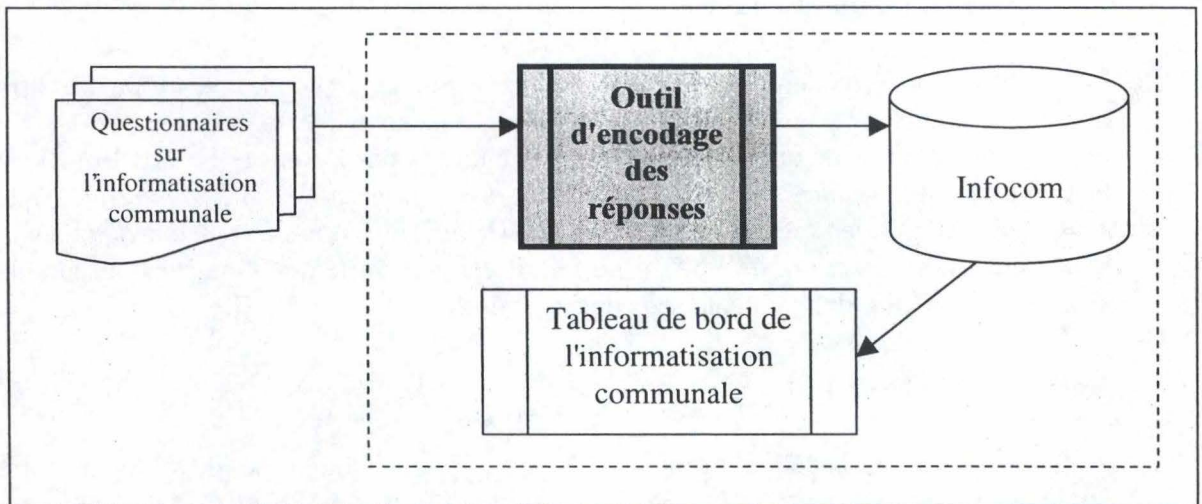 Questionnaires
sur
l'informatisation
communale
Outil
d'encodage
des
réponses
Infocom
Tableau de bord de
l'informatisation
communale